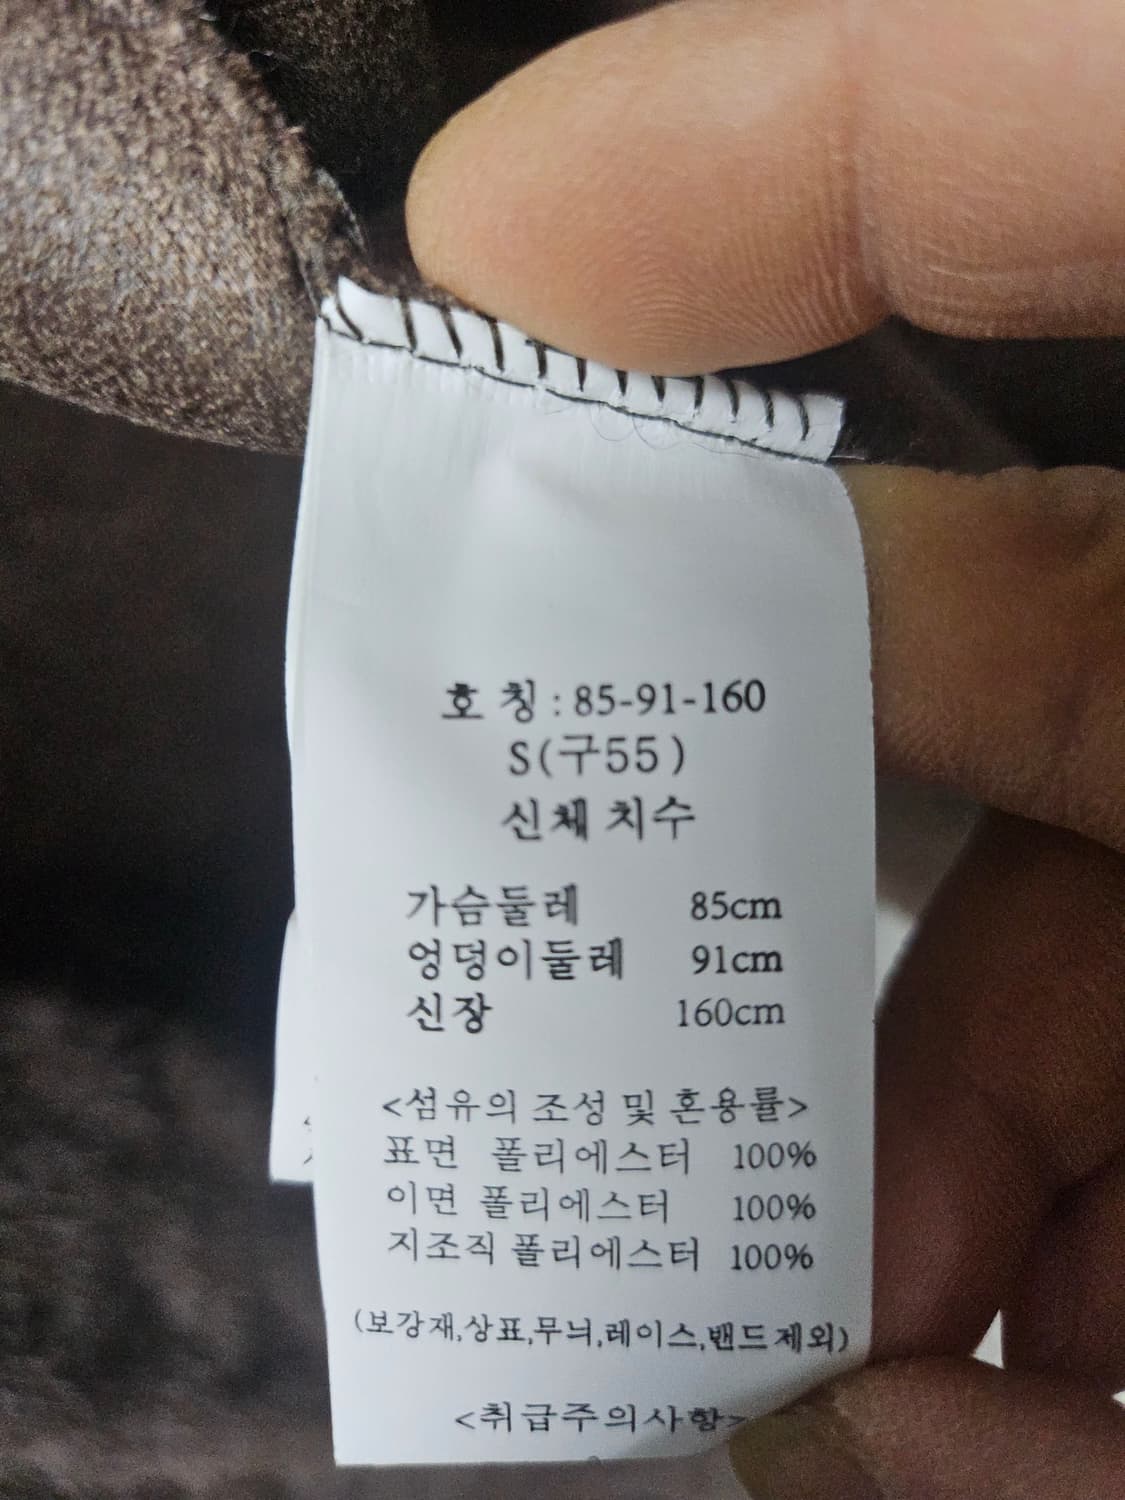 호 칭 : 85-91-160
S(구55)
신체 치수
가슴둘레 85cm
엉덩이둘레 91cm
신장 160cm
<섬유의 조성 및 혼용률>
표면 폴리에스터 100%
이면 폴리에스터 100%
지조직 폴리에스터 100%
(보강재,상표,무늬,레이스,밴드제외)
<취급주의사항>